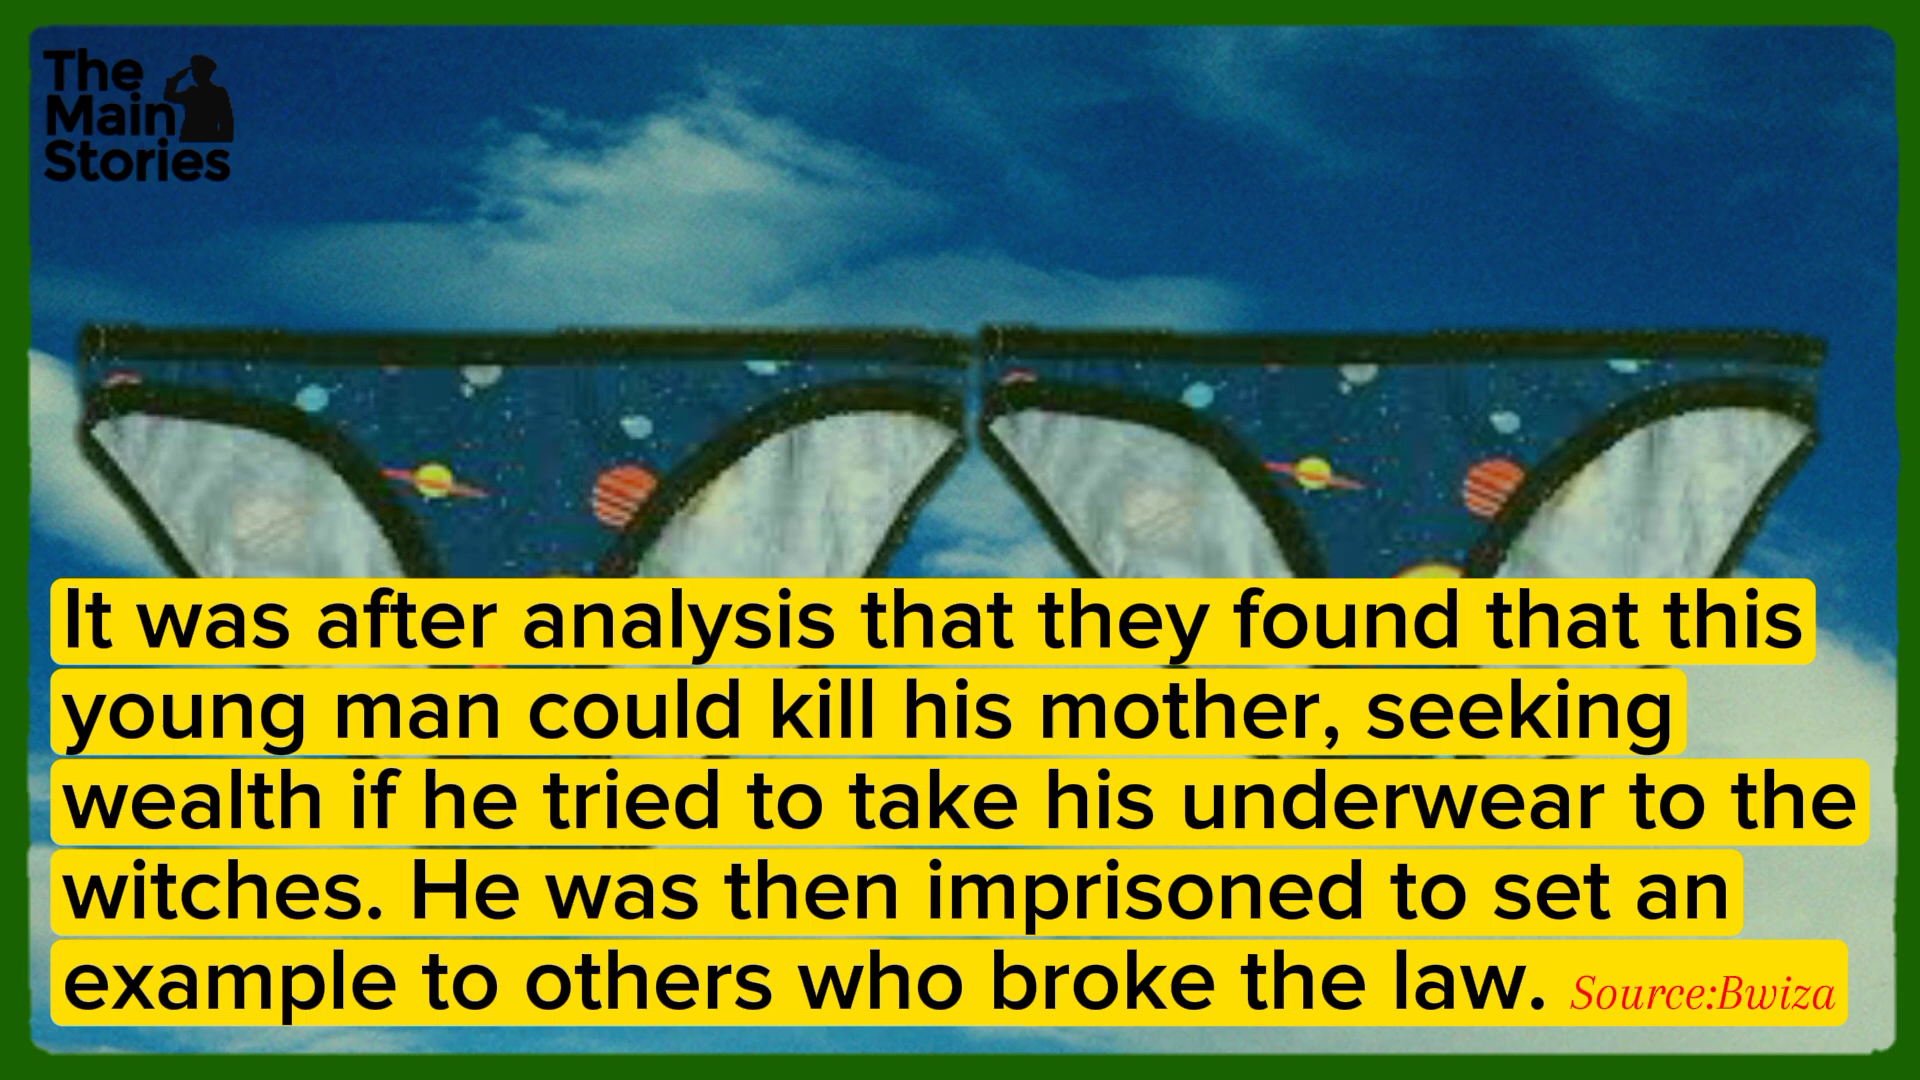 The
Main
Stories
It was after analysis that they found that this
young man could kill his mother, seeking
wealth if he tried to take his underwear to the
witches. He was then imprisoned to set an
example to others who broke the law. Source:Bwiza